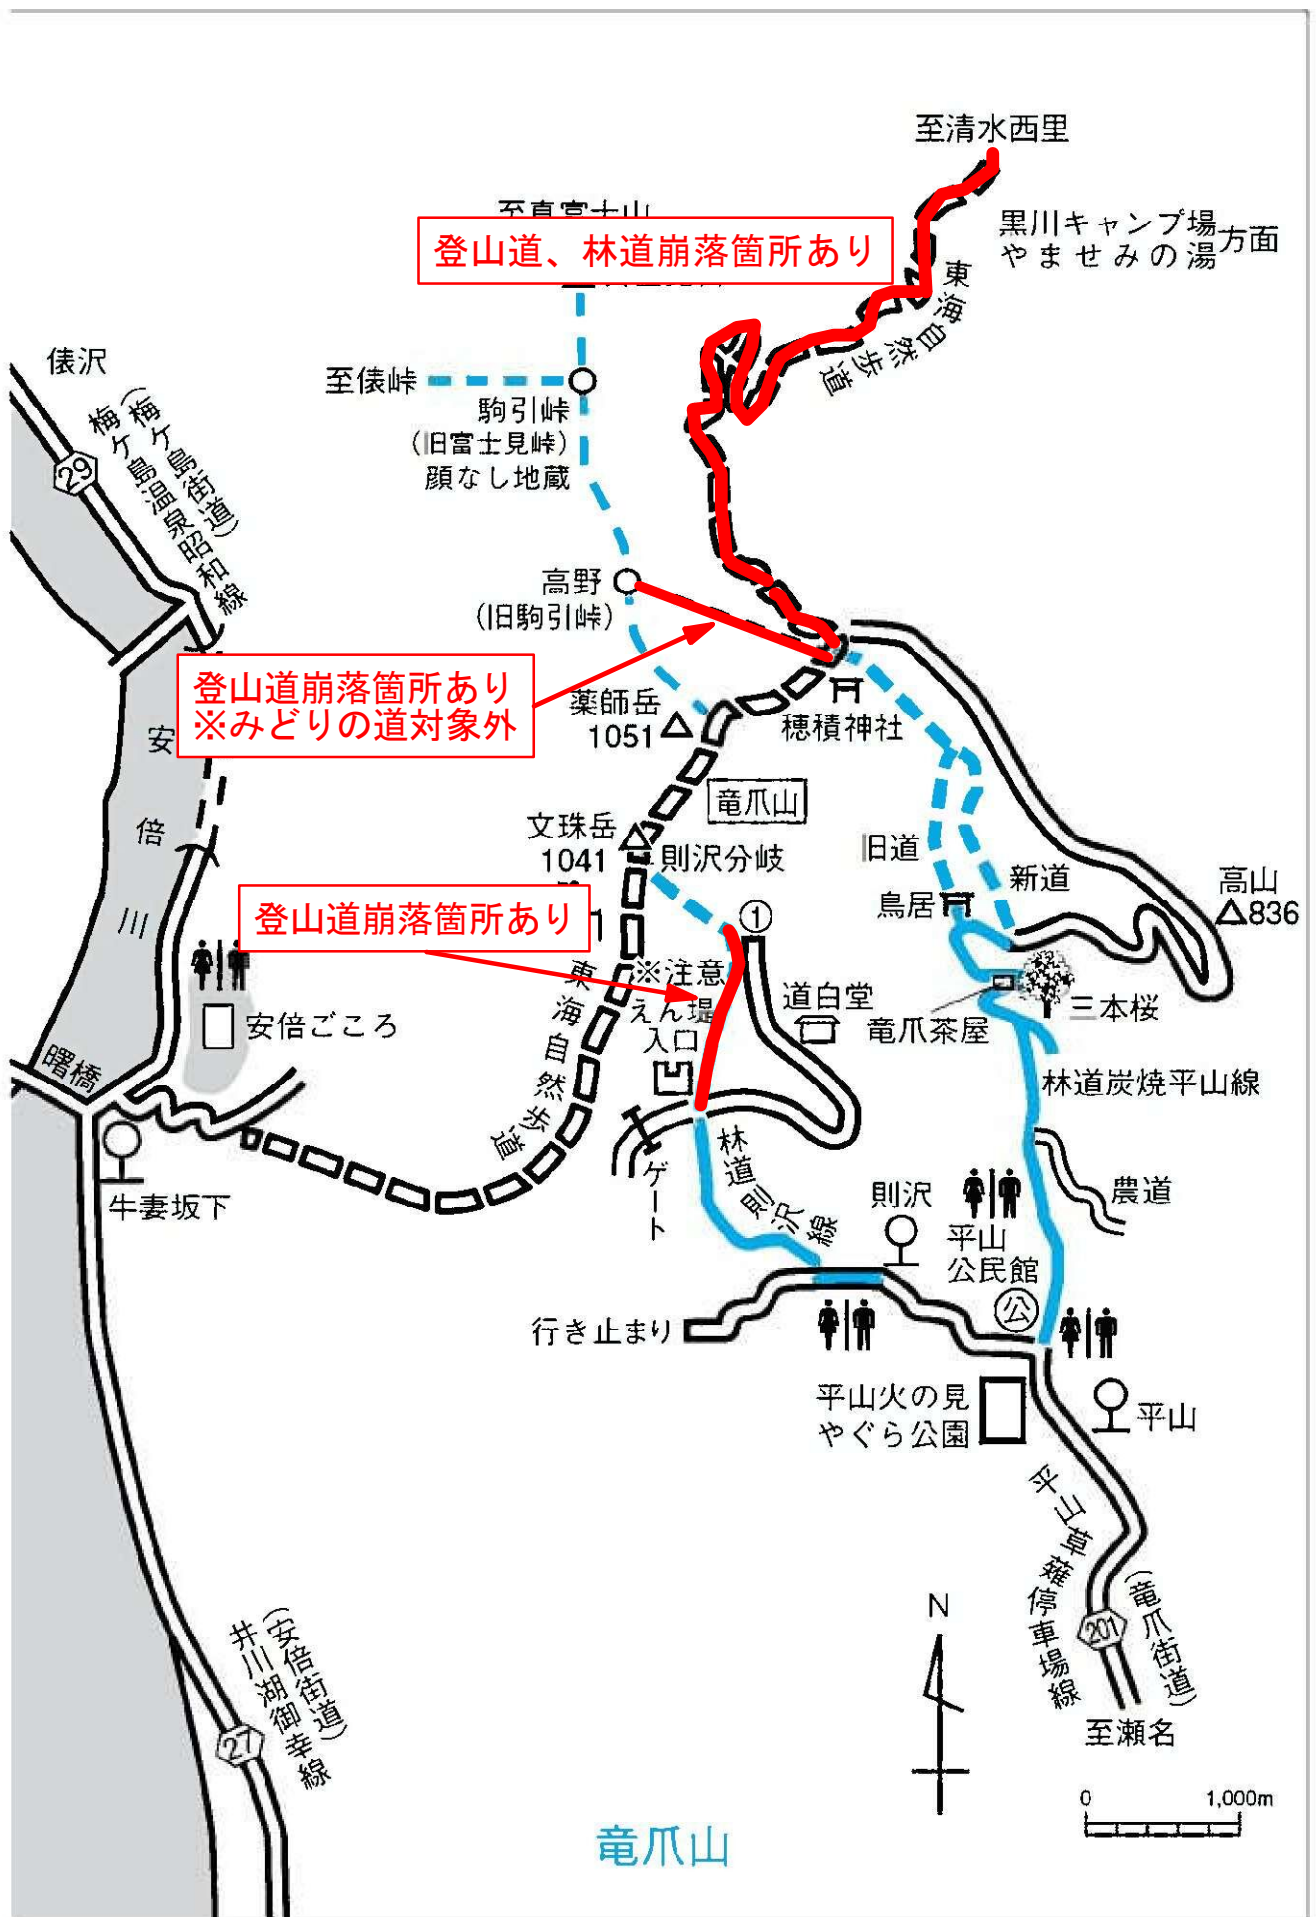 至清水西里
黒川キャンプ場
やませみの湯
方面
至真富士山
登山道、林道崩落箇所あり
東海自然歩道
俵沢
至俵峠
駒引峠
(旧富士見峠)
顔なし地蔵
(梅ケ島街道)
梅ケ島温泉昭和線
29
高野
(旧駒引峠)
登山道崩落箇所あり
※みどりの道対象外
薬師岳
1051
穂積神社
安倍川
竜爪山
文珠岳
1041
則沢分岐
旧道
新道
鳥居
高山
836
登山道崩落箇所あり
1
①
※注意
えん堤
入口
東海自然歩道
道白堂
竜爪茶屋
三本桜
安倍ごころ
曙橋
林道炭焼平山線
牛妻坂下
ゲート
林道則沢線
則沢
平山
公民館
公
農道
行き止まり
平山火の見
やぐら公園
平山
平山草薙停車場線
(竜爪街道)
201
至瀬名
(安倍街道)
井川湖御幸線
27
N
0 1,000m
竜爪山